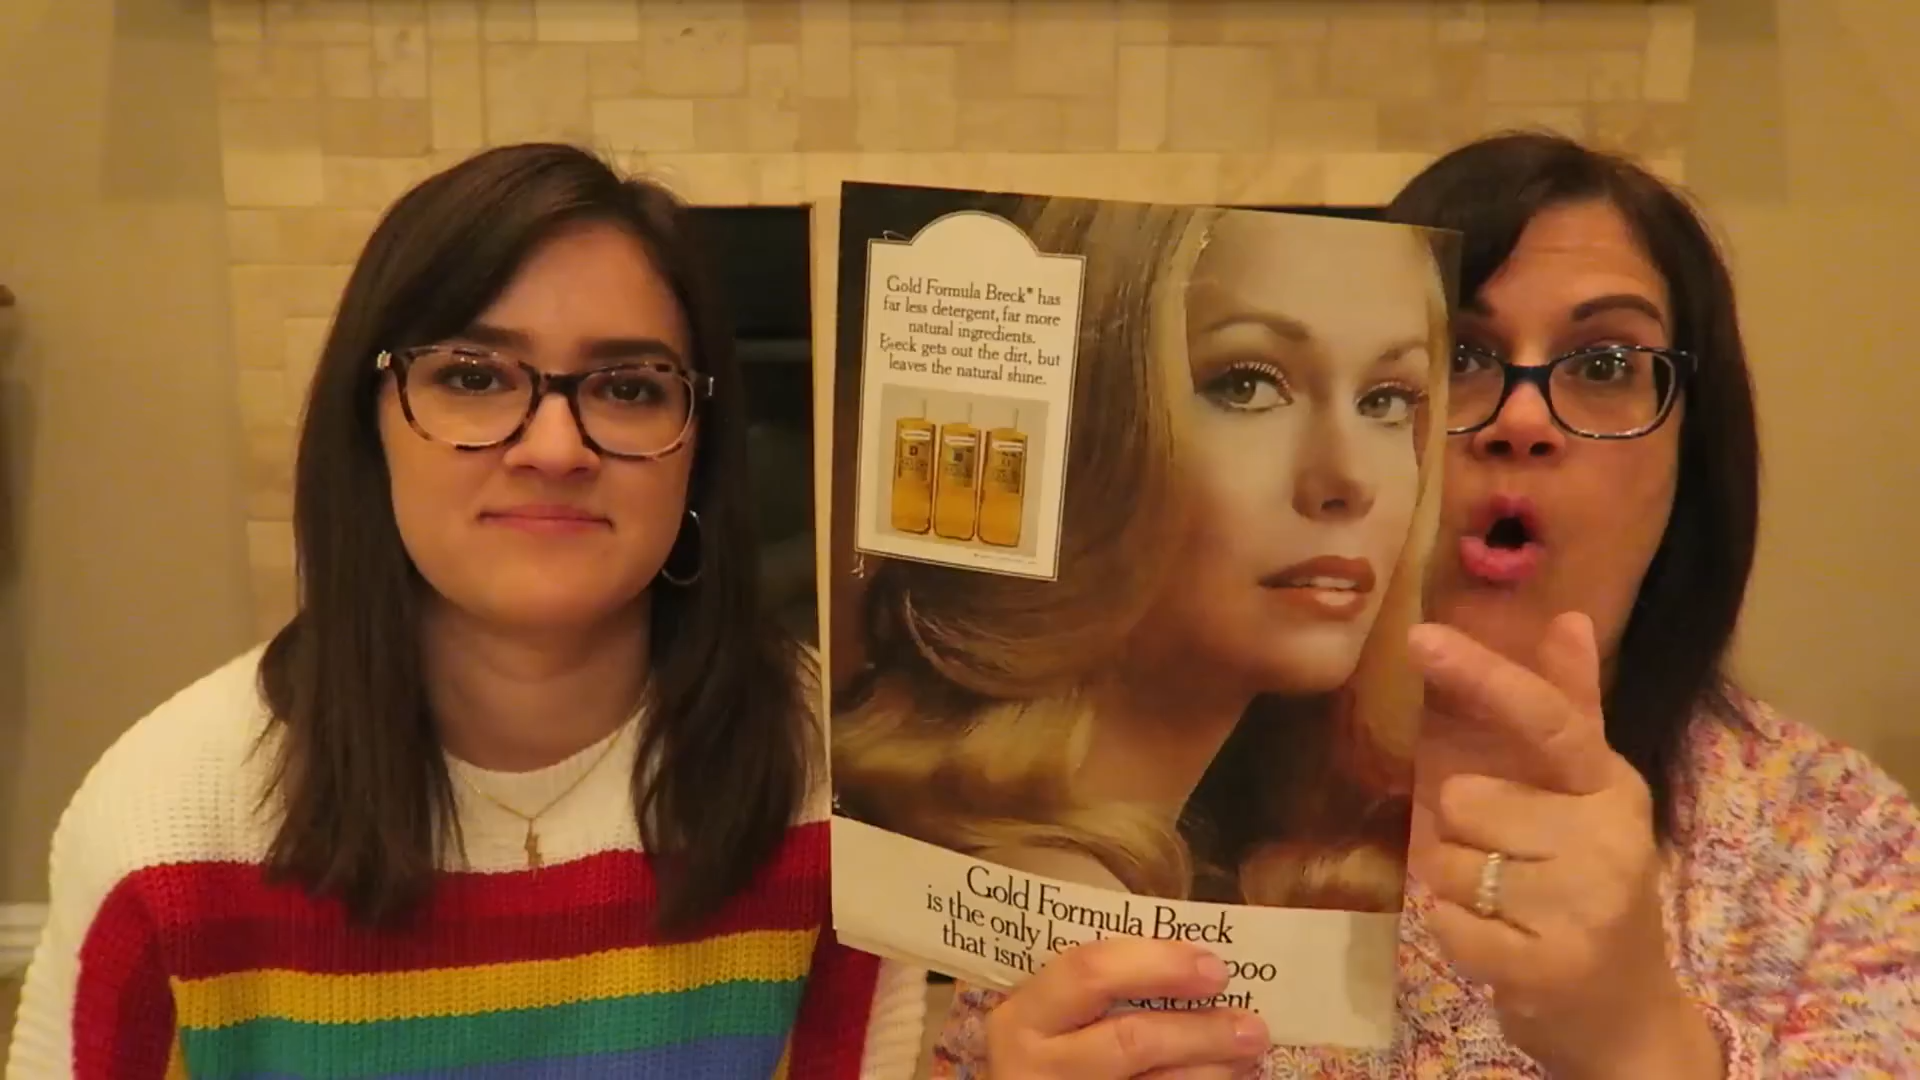 Gold Formula Breck® has
far less detergent, far more
natural ingredients.
Breck gets out the dirt, but
leaves the natural shine.
Gold Formula Breck
is the only
that isn't